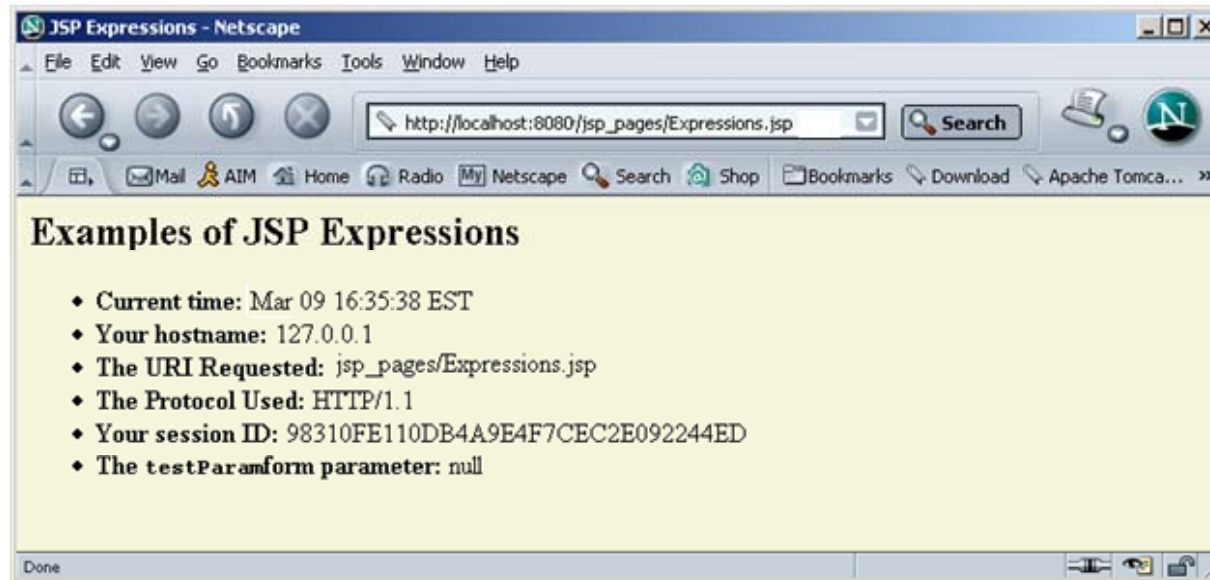 JSP Expressions - Netscape
File Edit View Go Bookmarks Tools Window Help
http://localhost:8080/jsp_pages/Expressions.jsp Search N
Mail AIM Home My Radio Netscape Search Shop Bookmarks Download Apache Tomca... »
Examples of JSP Expressions
Current time: Mar 09 16:35:38 EST
Your hostname: 127.0.0.1
The URI Requested: jsp_pages/Expressions.jsp
The Protocol Used: HTTP/1.1
Your session ID: 98310FE110DB4A9E4F7CEC2E092244ED
The testParamform parameter: null
Done